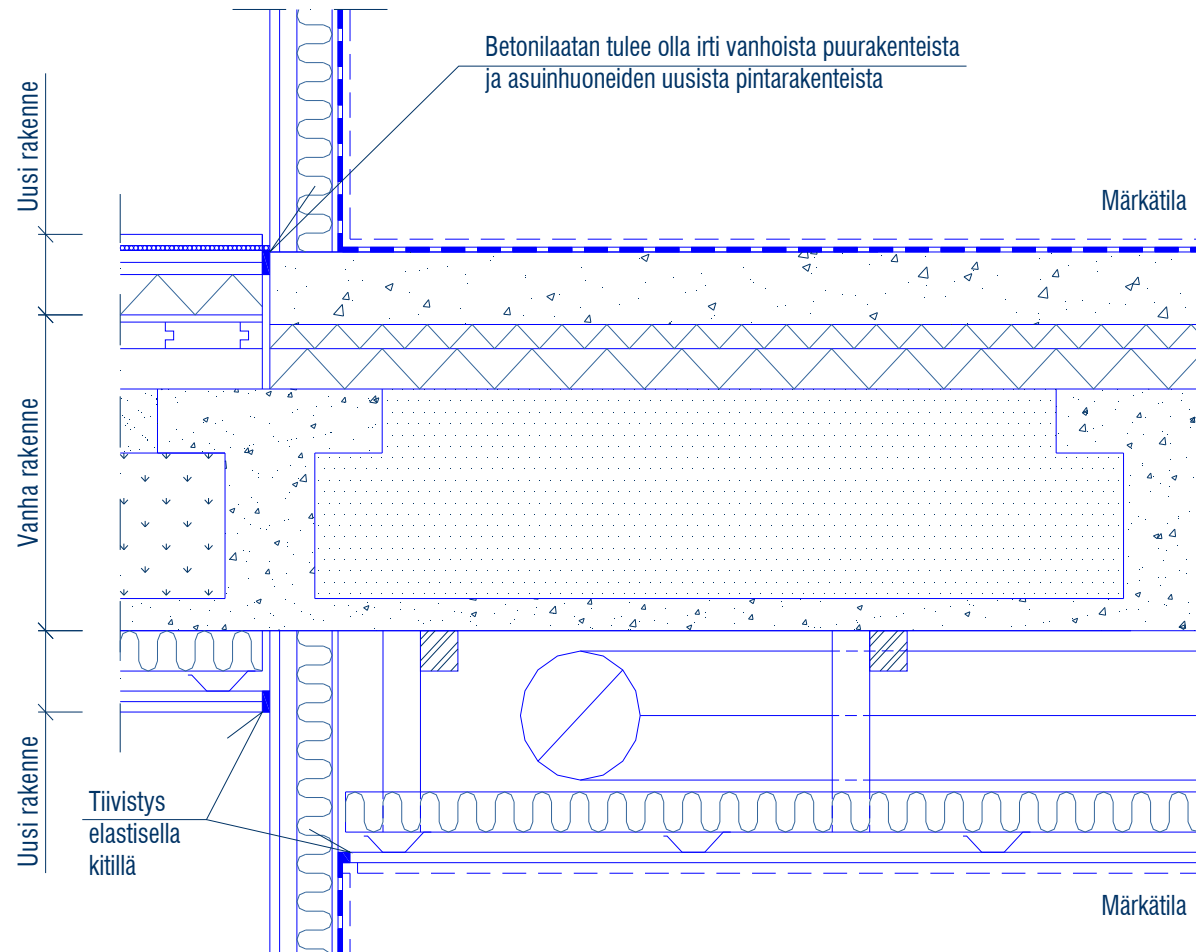 Betonilaatan tulee olla irti vanhoista puurakenteista
ja asuinhuoneiden uusista pintarakenteista
Uusi rakenne
Märkätila
Vanha rakenne
Uusi rakenne
Tiivistys
elastisella
kitillä
Märkätila